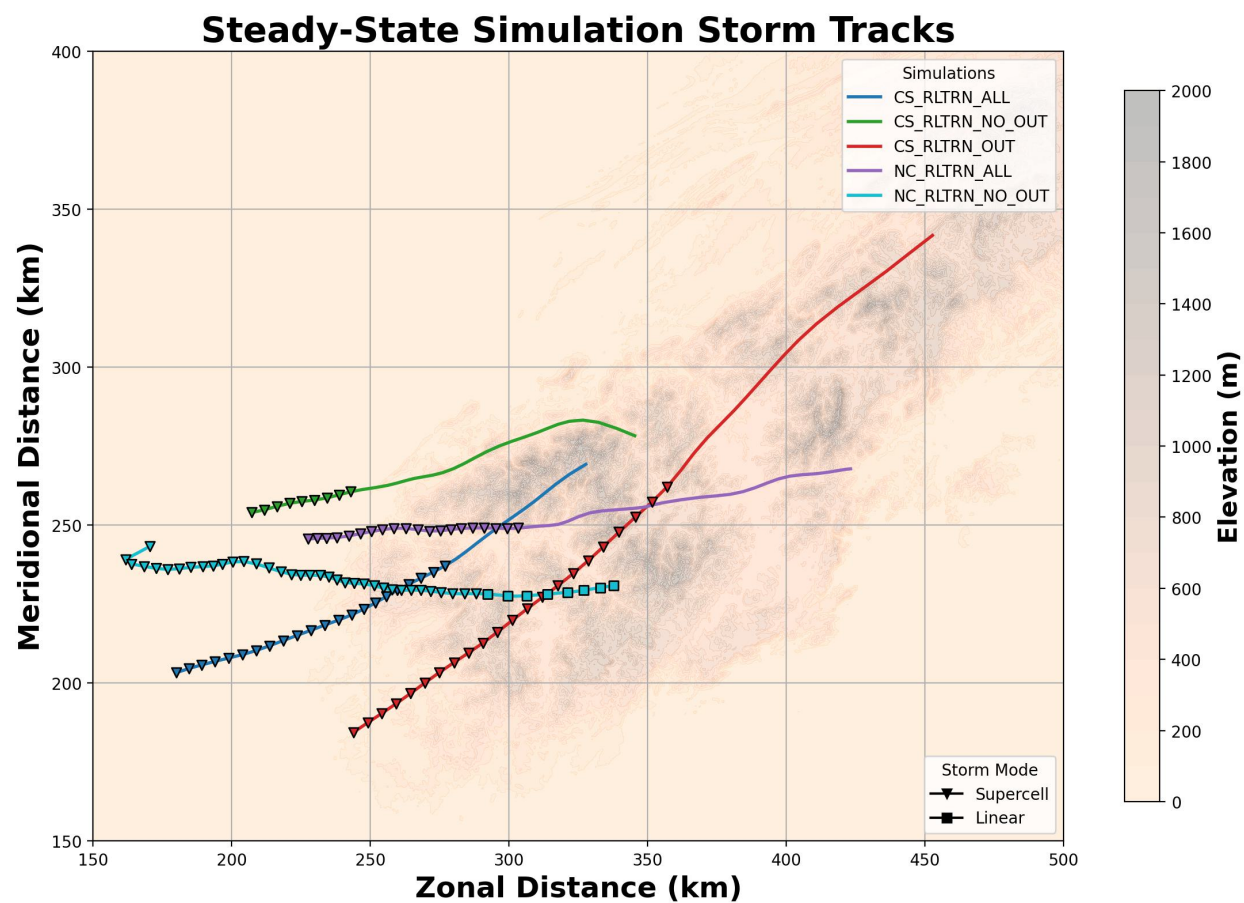 Steady-State Simulation Storm Tracks
Meridional Distance (km)
400
350
300
250
200
150
150
200
250
300
350
400
450
500
Zonal Distance (km)
Simulations
CS_RLTRN_ALL
CS_RLTRN_NO_OUT
CS_RLTRN_OUT
NC_RLTRN_ALL
NC_RLTRN_NO_OUT
Storm Mode
Supercell
Linear
2000
1800
1600
1400
1200
1000
800
600
400
200
0
Elevation (m)